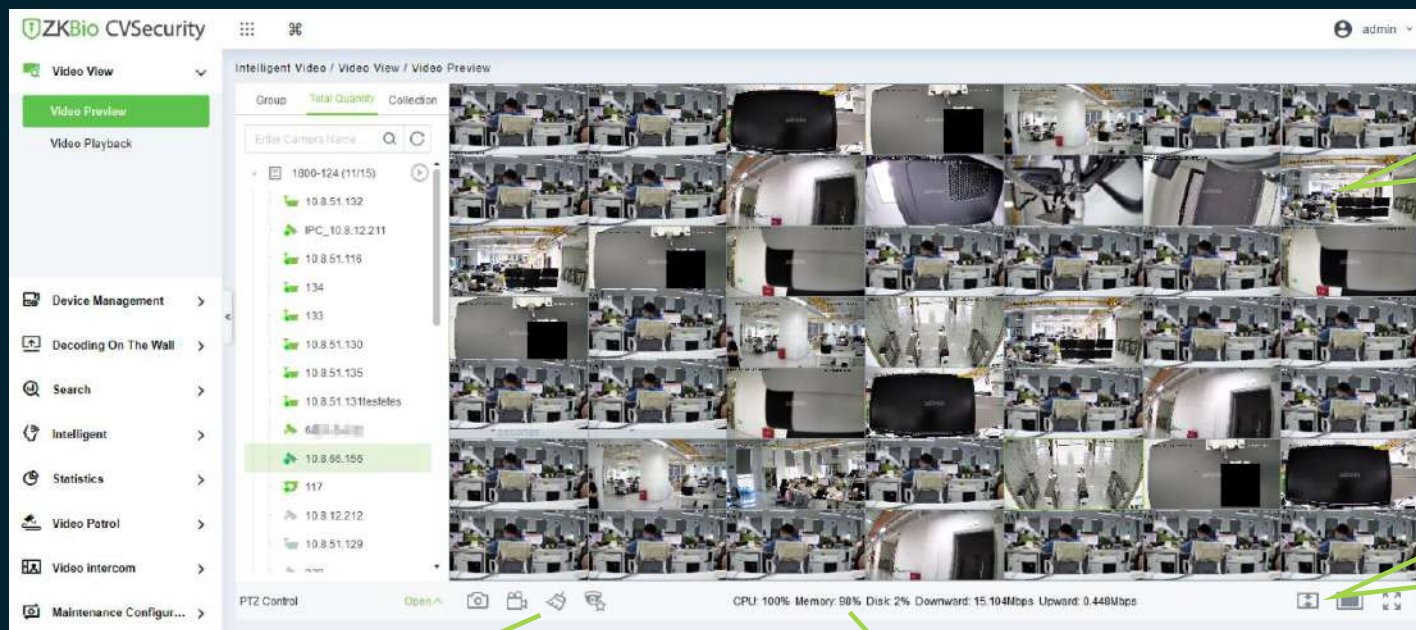 ZKBio CVSecurity
admin
Video View
Video Preview
Video Playback
Device Management
Decoding On The Wall
Search
Intelligent
Statistics
Video Patrol
Video Intercom
Maintenance Configur...
Intelligent Video / Video View / Video Preview
Group Total Quantity Collection
Enter Camera Name
1800-124 (11/15)
10.8.51.132
IPC_10.8.12.211
10.8.51.116
134
133
10.8.51.130
10.8.51.135
10.8.51.131testetes
10.8.66.156
117
10.8.12.212
10.8.51.129
PTZ Control Open
CPU: 100% Memory: 98% Disk: 2% Downward: 15.104Mbps Upward: 0.448Mbps